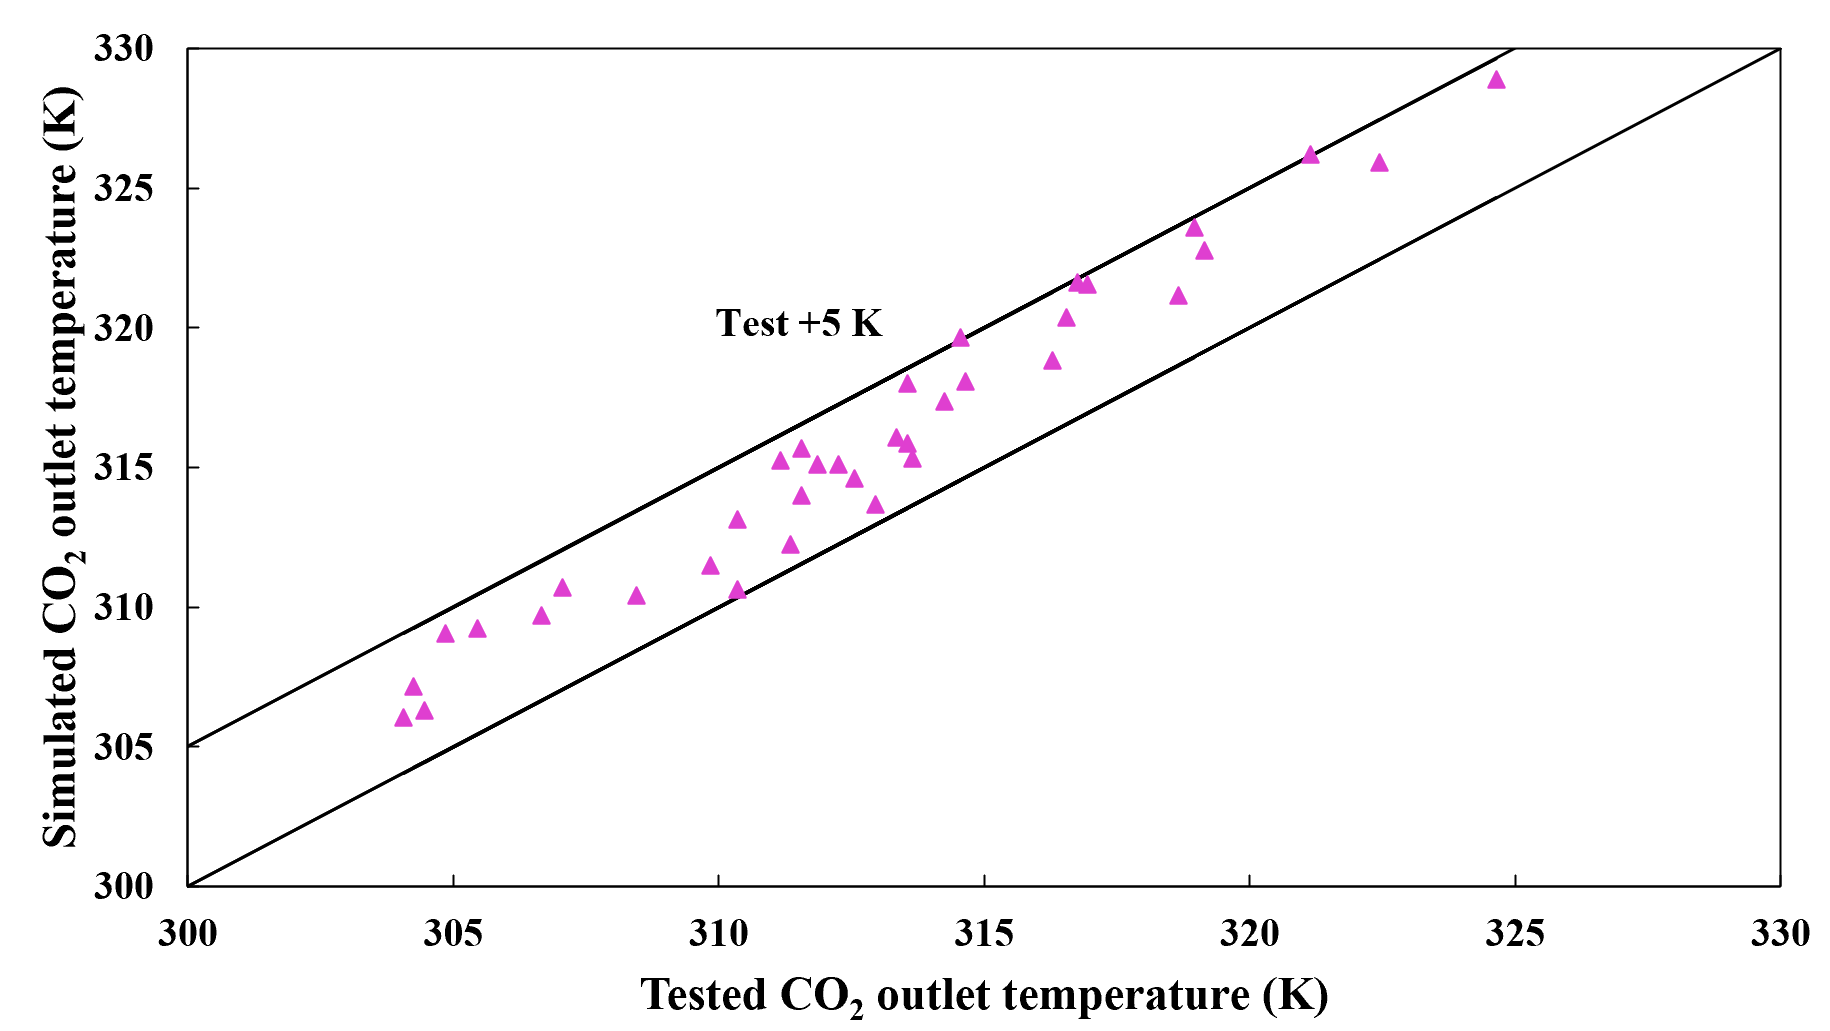 330
325
320
315
310
305
300
Simulated CO₂ outlet temperature (K)
Test +5 K
300 305 310 315 320 325 330
Tested CO₂ outlet temperature (K)